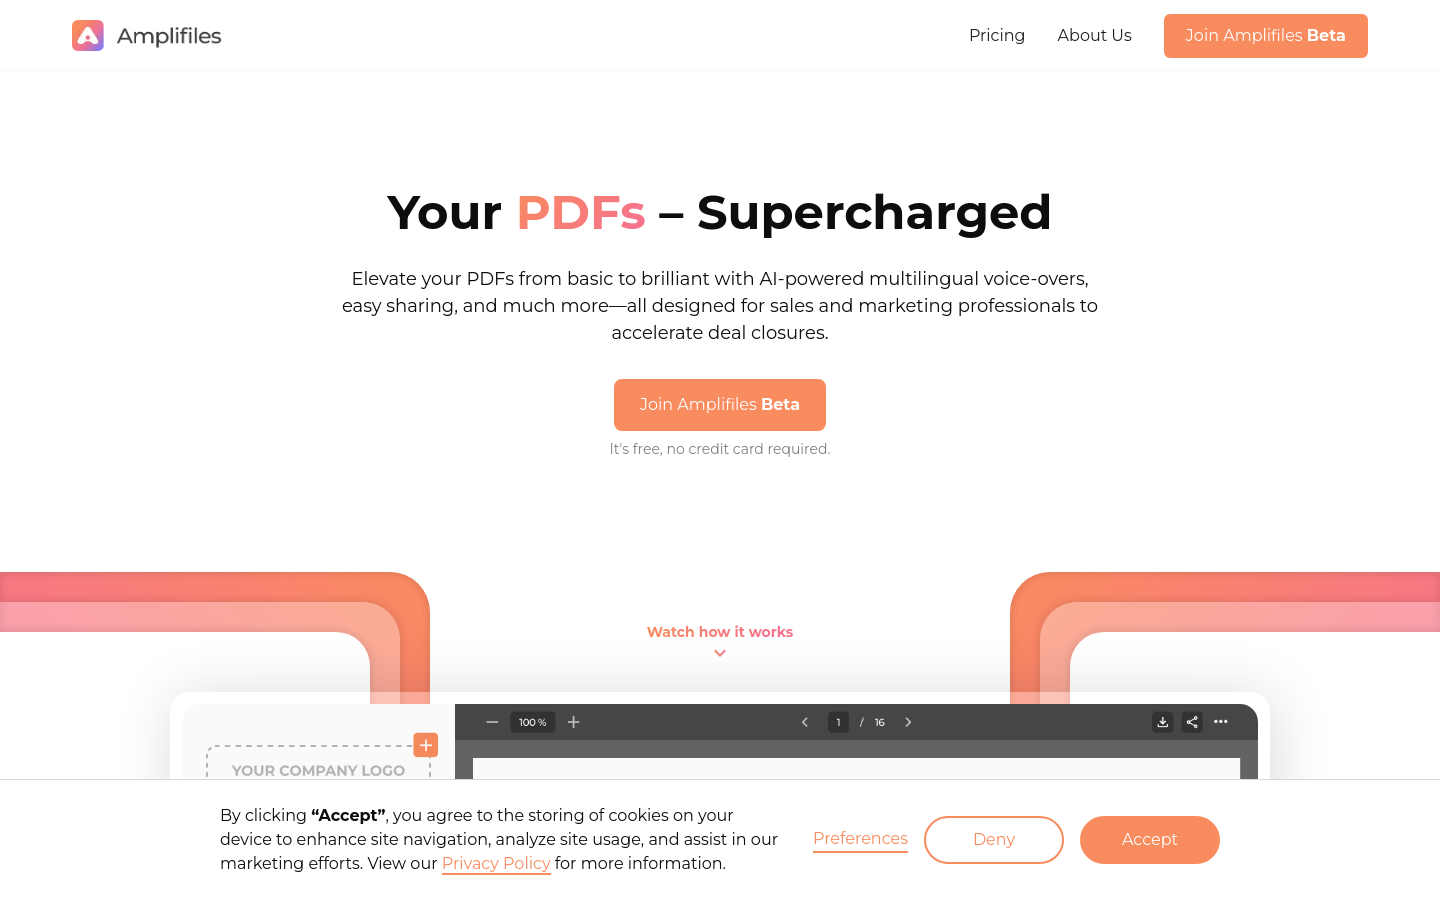 Amplifiles
Pricing
About Us
Join Amplifiles Beta
Your PDFs – Supercharged
Elevate your PDFs from basic to brilliant with AI-powered multilingual voice-overs,
easy sharing, and much more—all designed for sales and marketing professionals to
accelerate deal closures.
Join Amplifiles Beta
It's free, no credit card required.
Watch how it works
100 %
1 / 16
YOUR COMPANY LOGO
By clicking “Accept”, you agree to the storing of cookies on your
device to enhance site navigation, analyze site usage, and assist in our
marketing efforts. View our Privacy Policy for more information.
Preferences
Deny
Accept